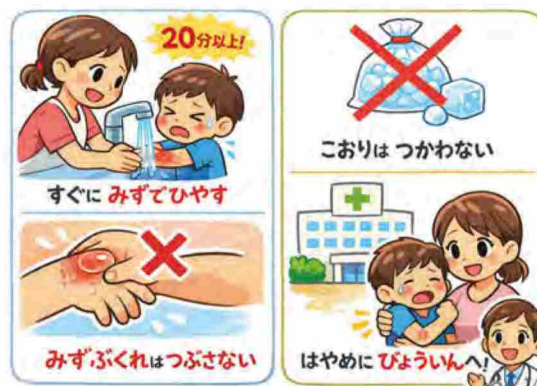 20分以上!
すぐに みずでひやす
みずぶくれはつぶさない
こおりは つかわない
はやめに びょういんへ!